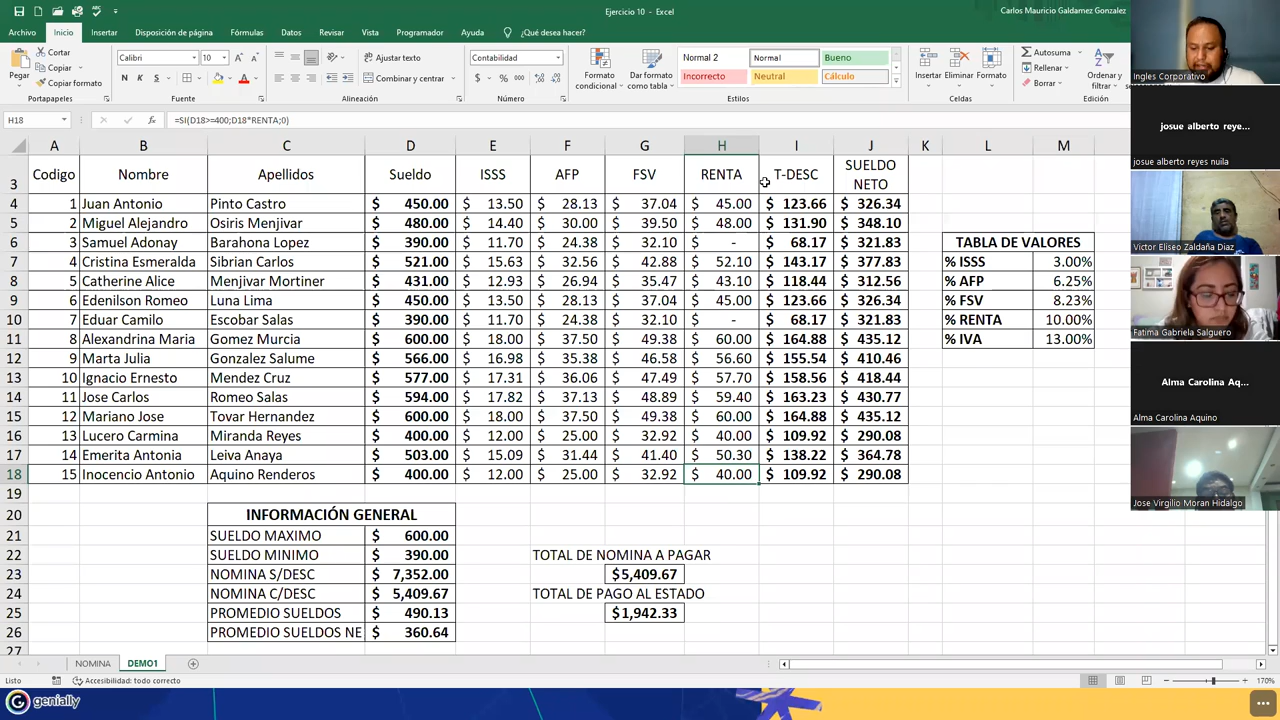 Ejercicio 10 - Excel
Carlos Mauricio Galdamez Gonzalez
Archivo Inicio Insertar Disposición de página Fórmulas Datos Revisar Vista Programador Ayuda ¿Qué desea hacer?
Pegar Cortar Copiar Copiar formato
Calibri 10 N K S
Ajustar texto Combinar y centrar
Contabilidad $ % 000
Formato condicional Dar formato como tabla
Normal 2 Normal Bueno
Incorrecto Neutral Cálculo
Insertar Eliminar Formato
Autosuma Rellenar Borrar Ordenar y filtrar
Portapapeles Fuente Alineación Número Estilos Celdas Edición
H18 fx =SI(D18>=400;D18*RENTA;0)
A B C D E F G H I J K L M
3 Codigo Nombre Apellidos Sueldo ISSS AFP FSV RENTA T-DESC SUELDO NETO
4 1 Juan Antonio Pinto Castro $ 450.00 $ 13.50 $ 28.13 $ 37.04 $ 45.00 $ 123.66 $ 326.34
5 2 Miguel Alejandro Osiris Menjivar $ 480.00 $ 14.40 $ 30.00 $ 39.50 $ 48.00 $ 131.90 $ 348.10
6 3 Samuel Adonay Barahona Lopez $ 390.00 $ 11.70 $ 24.38 $ 32.10 $ - $ 68.17 $ 321.83 TABLA DE VALORES
7 4 Cristina Esmeralda Sibrian Carlos $ 521.00 $ 15.63 $ 32.56 $ 42.88 $ 52.10 $ 143.17 $ 377.83 % ISSS 3.00%
8 5 Catherine Alice Menjivar Mortiner $ 431.00 $ 12.93 $ 26.94 $ 35.47 $ 43.10 $ 118.44 $ 312.56 % AFP 6.25%
9 6 Edenilson Romeo Luna Lima $ 450.00 $ 13.50 $ 28.13 $ 37.04 $ 45.00 $ 123.66 $ 326.34 % FSV 8.23%
10 7 Eduar Camilo Escobar Salas $ 390.00 $ 11.70 $ 24.38 $ 32.10 $ - $ 68.17 $ 321.83 % RENTA 10.00%
11 8 Alexandrina Maria Gomez Murcia $ 600.00 $ 18.00 $ 37.50 $ 49.38 $ 60.00 $ 164.88 $ 435.12 % IVA 13.00%
12 9 Marta Julia Gonzalez Salume $ 566.00 $ 16.98 $ 35.38 $ 46.58 $ 56.60 $ 155.54 $ 410.46
13 10 Ignacio Ernesto Mendez Cruz $ 577.00 $ 17.31 $ 36.06 $ 47.49 $ 57.70 $ 158.56 $ 418.44
14 11 Jose Carlos Romeo Salas $ 594.00 $ 17.82 $ 37.13 $ 48.89 $ 59.40 $ 163.23 $ 430.77
15 12 Mariano Jose Tovar Hernandez $ 600.00 $ 18.00 $ 37.50 $ 49.38 $ 60.00 $ 164.88 $ 435.12
16 13 Lucero Carmina Miranda Reyes $ 400.00 $ 12.00 $ 25.00 $ 32.92 $ 40.00 $ 109.92 $ 290.08
17 14 Emerita Antonia Leiva Anaya $ 503.00 $ 15.09 $ 31.44 $ 41.40 $ 50.30 $ 138.22 $ 364.78
18 15 Inocencio Antonio Aquino Renderos $ 400.00 $ 12.00 $ 25.00 $ 32.92 $ 40.00 $ 109.92 $ 290.08
19
20 INFORMACIÓN GENERAL
21 SUELDO MAXIMO $ 600.00
22 SUELDO MINIMO $ 390.00 TOTAL DE NOMINA A PAGAR
23 NOMINA S/DESC $ 7,352.00 $5,409.67
24 NOMINA C/DESC $ 5,409.67 TOTAL DE PAGO AL ESTADO
25 PROMEDIO SUELDOS $ 490.13 $1,942.33
26 PROMEDIO SUELDOS NE $ 360.64
27
NOMINA DEMO1
Listo Accesibilidad: todo correcto 170%
genially
Ingles Corporativo
josue alberto reye...
josue alberto reyes nuila
Victor Eliseo Zaldaña Diaz
Fatima Gabriela Salguero
Alma Carolina Aq...
Alma Carolina Aquino
Jose Virgilio Moran Hidalgo